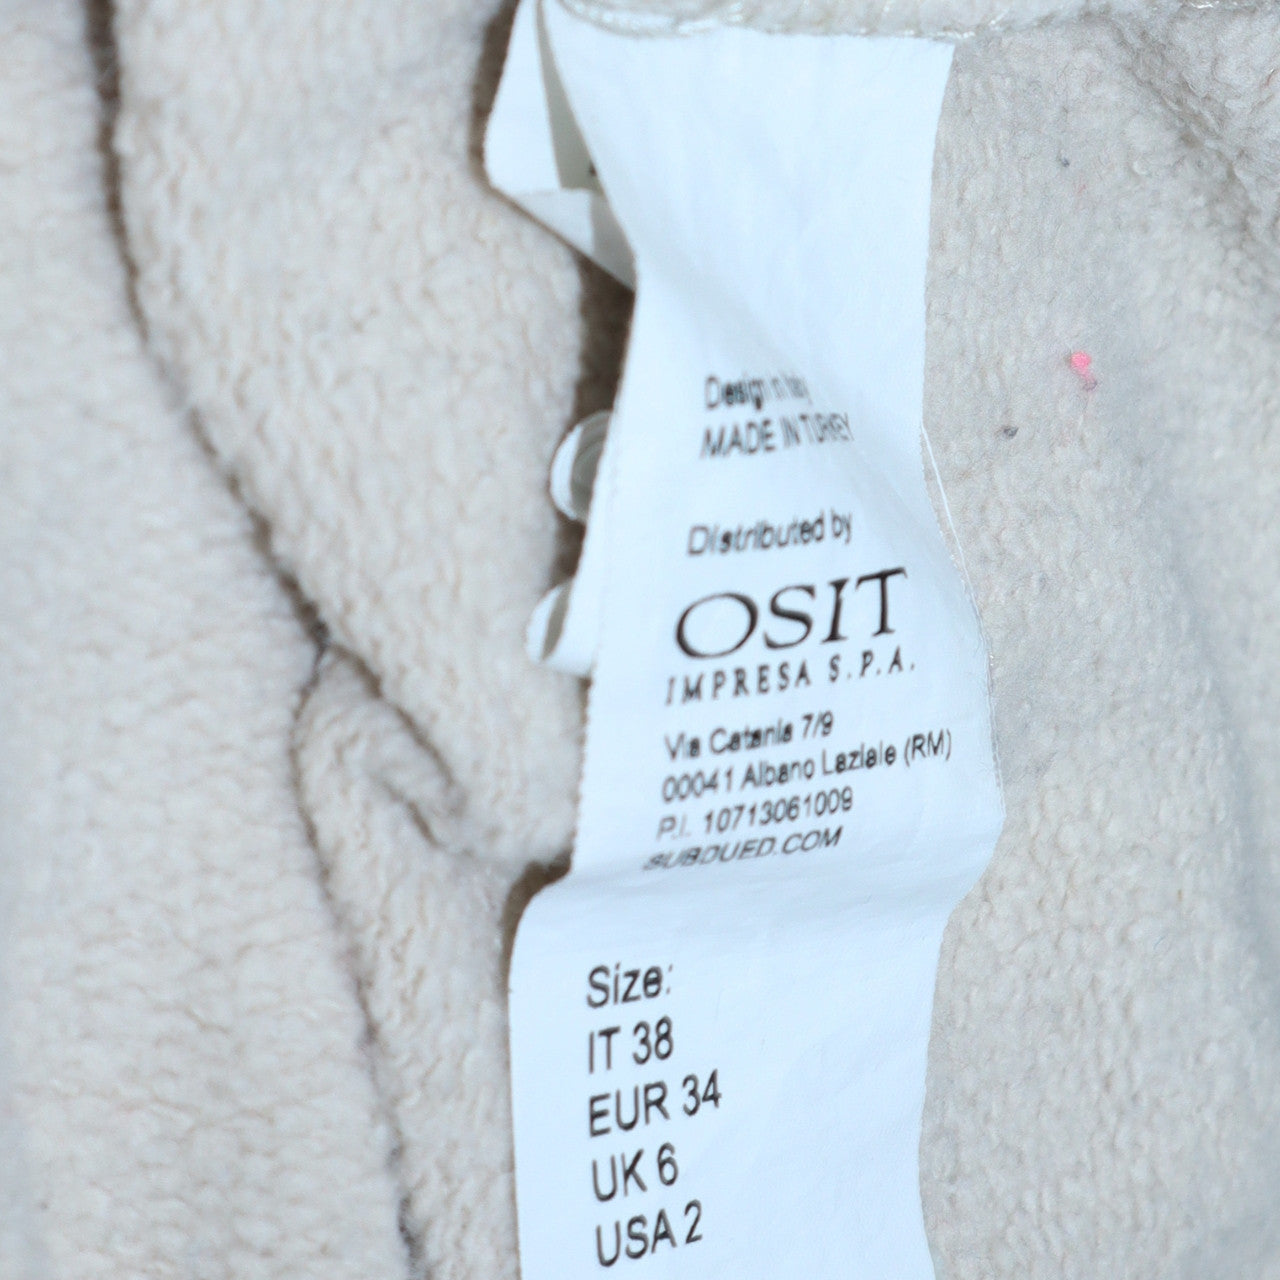 Design in Italy
MADE IN TURKEY
Distributed by
OSIT
IMPRESA S.P.A.
Via Catania 7/9
00041 Albano Laziale (RM)
P.I. 10713061009
SUBDUED.COM
Size:
IT 38
EUR 34
UK 6
USA 2